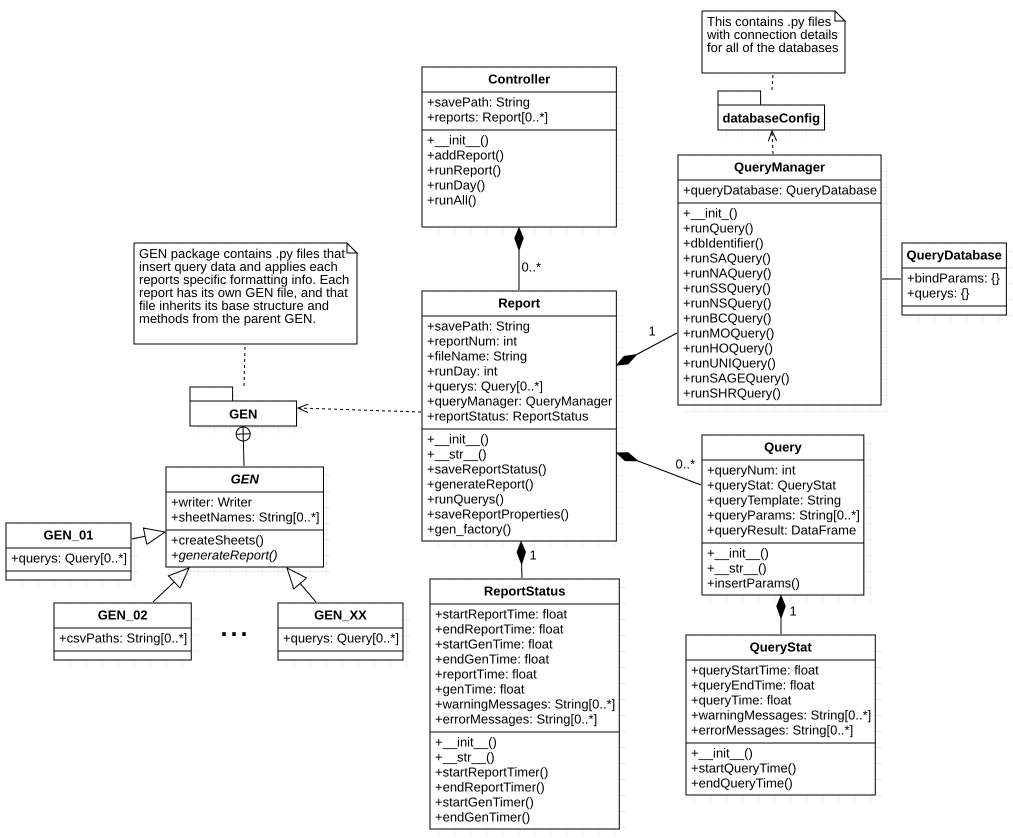 This contains .py files
with connection details
for all of the databases
Controller
+savePath: String
+reports: Report[0..*]
+__init__()
+addReport()
+runReport()
+runDay()
+runAll()
databaseConfig
QueryManager
+queryDatabase: QueryDatabase
+__init_()
+runQuery()
+dbIdentifier()
+runSAQuery()
+runNAQuery()
+runSSQuery()
+runNSQuery()
+runBCQuery()
+runMOQuery()
+runHOQuery()
+runUNIQuery()
+runSAGEQuery()
+runSHRQuery()
QueryDatabase
+bindParams: {}
+querys: {}
GEN package contains .py files that
insert query data and applies each
reports specific formatting info. Each
report has its own GEN file, and that
file inherits its base structure and
methods from the parent GEN.
0..*
Report
+savePath: String
+reportNum: int
+fileName: String
+runDay: int
+querys: Query[0..*]
+queryManager: QueryManager
+reportStatus: ReportStatus
+__init__()
+__str__()
+saveReportStatus()
+generateReport()
+runQuerys()
+saveReportProperties()
+gen_factory()
1
GEN
GEN
+writer: Writer
+sheetNames: String[0..*]
+createSheets()
+generateReport()
GEN_01
+querys: Query[0..*]
GEN_02
+csvPaths: String[0..*]
...
GEN_XX
+querys: Query[0..*]
0..*
Query
+queryNum: int
+queryStat: QueryStat
+queryTemplate: String
+queryParams: String[0..*]
+queryResult: DataFrame
+__init__()
+__str__()
+insertParams()
1
ReportStatus
+startReportTime: float
+endReportTime: float
+startGenTime: float
+endGenTime: float
+reportTime: float
+genTime: float
+warningMessages: String[0..*]
+errorMessages: String[0..*]
+__init__()
+__str__()
+startReportTimer()
+endReportTimer()
+startGenTimer()
+endGenTimer()
1
QueryStat
+queryStartTime: float
+queryEndTime: float
+queryTime: float
+warningMessages: String[0..*]
+errorMessages: String[0..*]
+__init__()
+startQueryTime()
+endQueryTime()